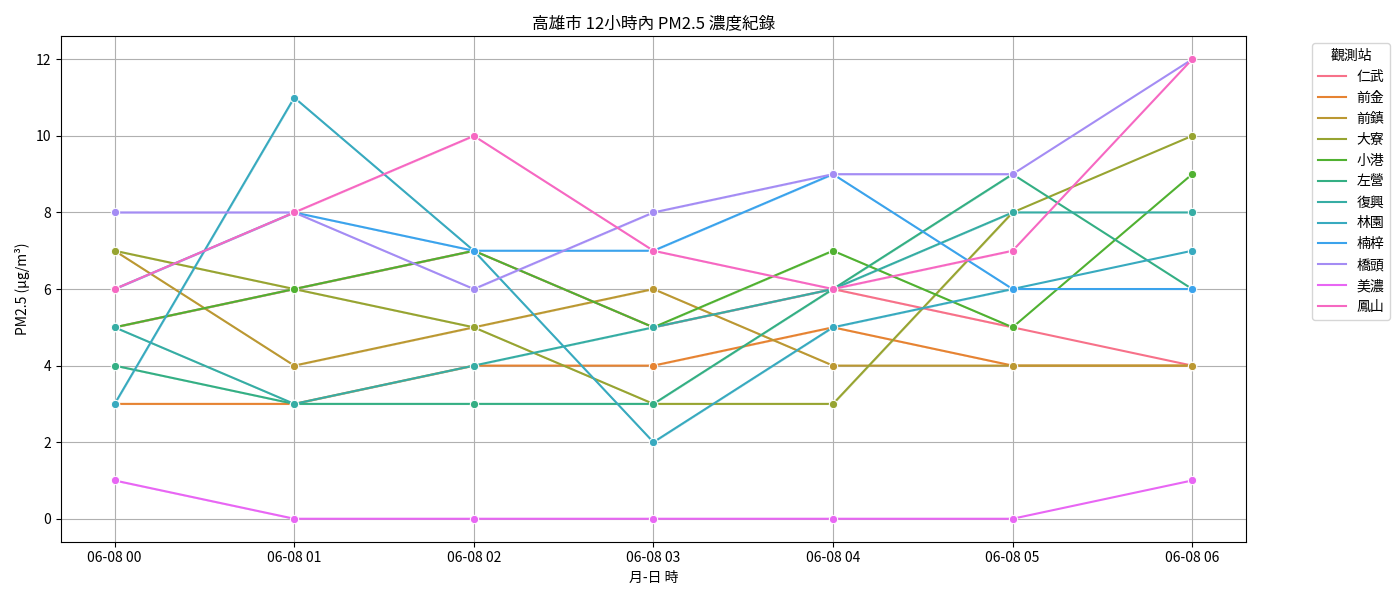 高雄市 12小時內 PM2.5 濃度紀錄
PM2.5 (μg/m³)
12
10
8
6
4
2
0
06-08 00
06-08 01
06-08 02
06-08 03
06-08 04
06-08 05
06-08 06
月-日 時
觀測站
仁武
前金
前鎮
大寮
小港
左營
復興
林園
楠梓
橋頭
美濃
鳳山